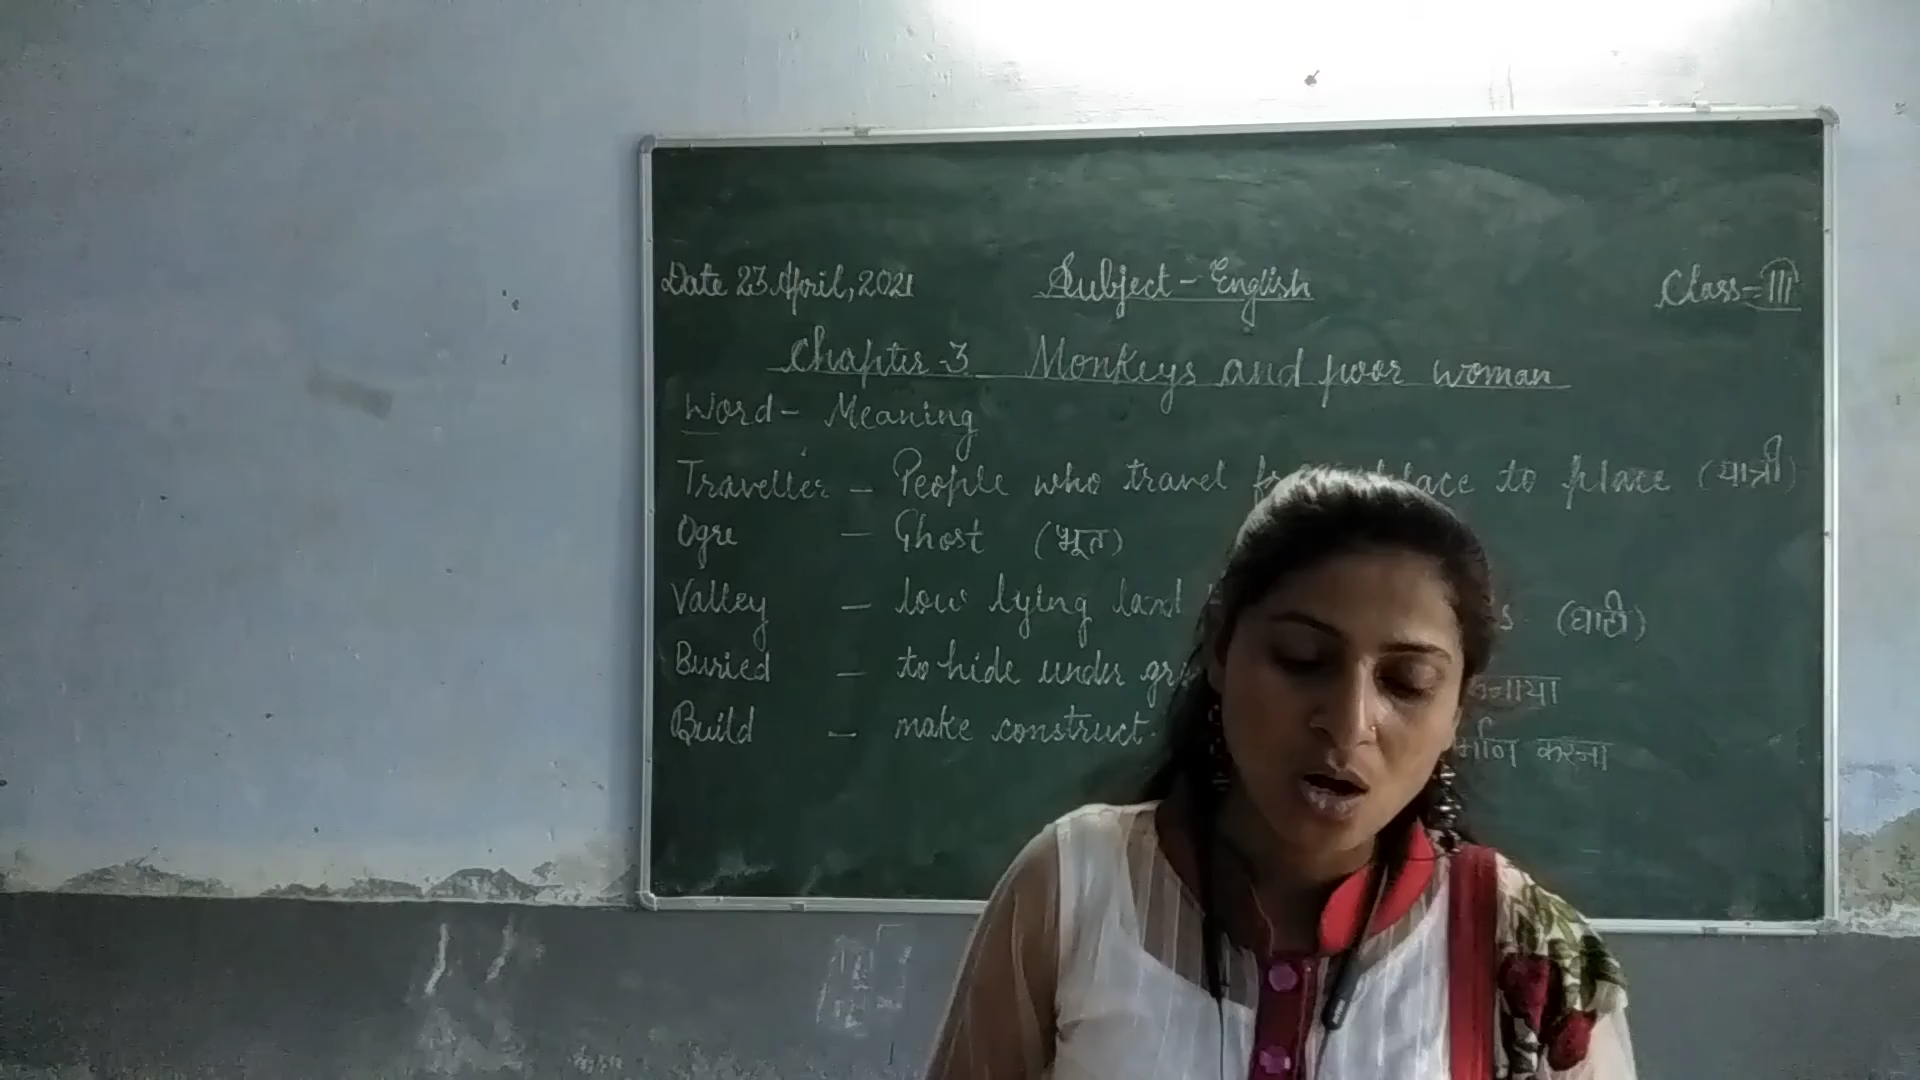 Date 23 April, 2021 Subject - English Class - III
Chapter - 3 Monkeys and poor woman
Word - Meaning
Traveller - People who travel place to place (यात्री)
Ogre - Ghost (भूत)
Valley - low lying land (घाटी)
Buried - to hide under
Build - make construct. करना